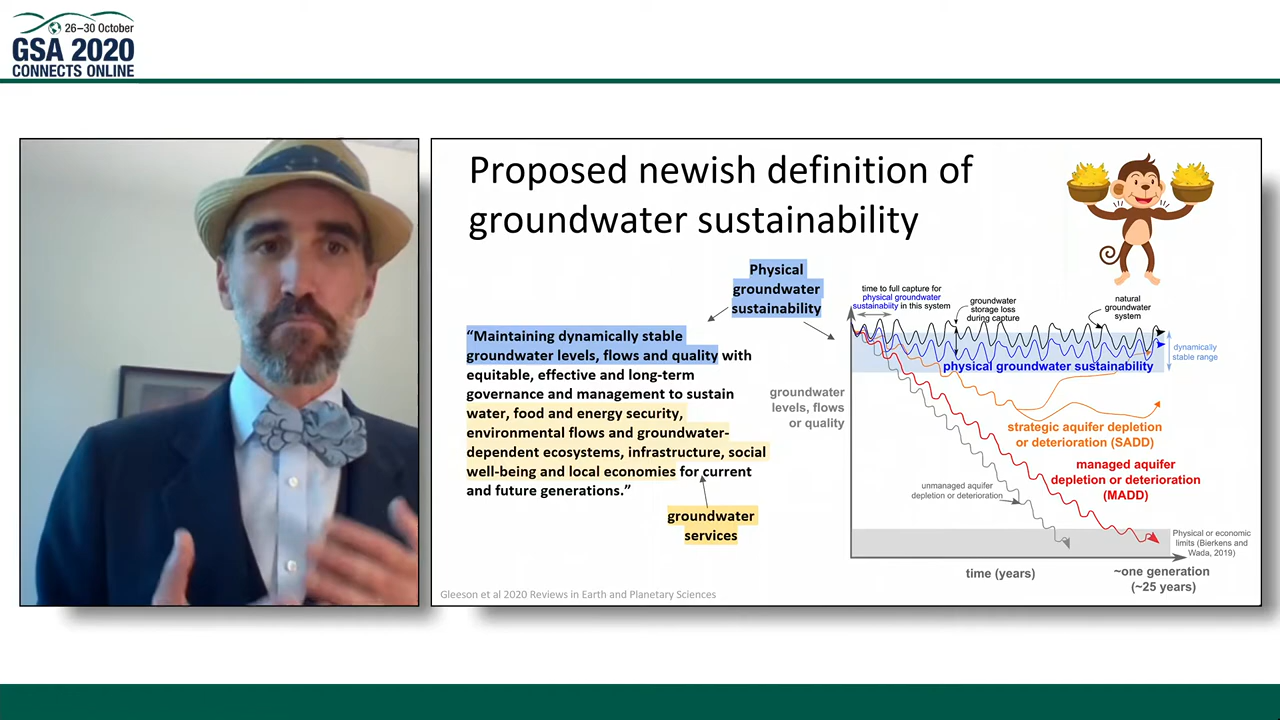 26–30 October
GSA 2020
CONNECTS ONLINE
Proposed newish definition of
groundwater sustainability
Physical
groundwater
sustainability
“Maintaining dynamically stable
groundwater levels, flows and quality with
equitable, effective and long-term
governance and management to sustain
water, food and energy security,
environmental flows and groundwater-
dependent ecosystems, infrastructure, social
well-being and local economies for current
and future generations.”
groundwater
services
Gleeson et al 2020 Reviews in Earth and Planetary Sciences
time to full capture for
physical groundwater
sustainability in this system
groundwater
storage loss
during capture
natural
groundwater
system
dynamically
stable range
physical groundwater sustainability
groundwater
levels, flows
or quality
strategic aquifer depletion
or deterioration (SADD)
managed aquifer
depletion or deterioration
(MADD)
unmanaged aquifer
depletion or deterioration
Physical or economic
limits (Bierkens and
Wada, 2019)
time (years)
~one generation
(~25 years)